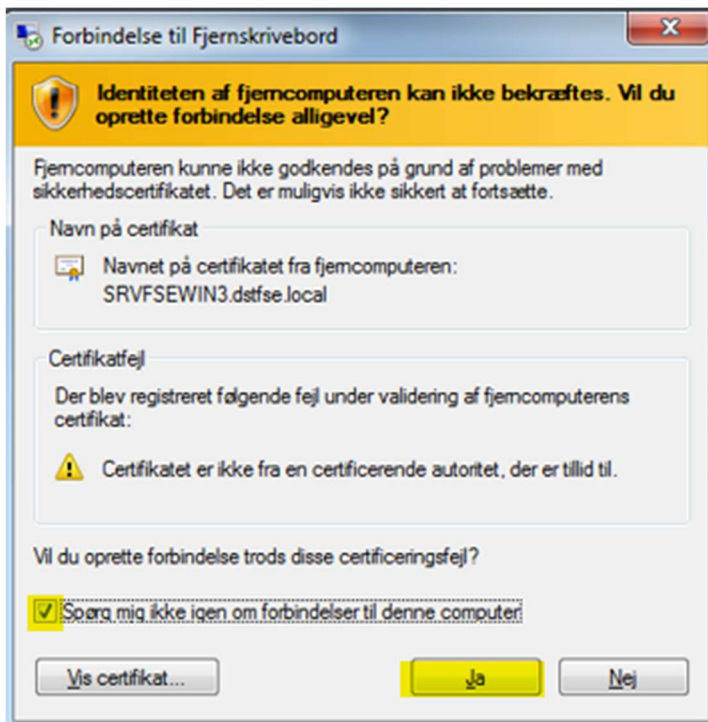 Forbindelse til Fjernskrivebord
Identiteten af fjerncomputeren kan ikke bekræftes. Vil du
oprette forbindelse alligevel?
Fjerncomputeren kunne ikke godkendes på grund af problemer med
sikkerhedscertifikatet. Det er muligvis ikke sikkert at fortsætte.
Navn på certifikat
Navnet på certifikatet fra fjerncomputeren:
SRVFSEWIN3.dstfse.local
Certifikatfejl
Der blev registreret følgende fejl under validering af fjerncomputerens
certifikat:
Certifikatet er ikke fra en certificerende autoritet, der er tillid til.
Vil du oprette forbindelse trods disse certificeringsfejl?
Spørg mig ikke igen om forbindelser til denne computer
Vis certifikat... Ja Nej